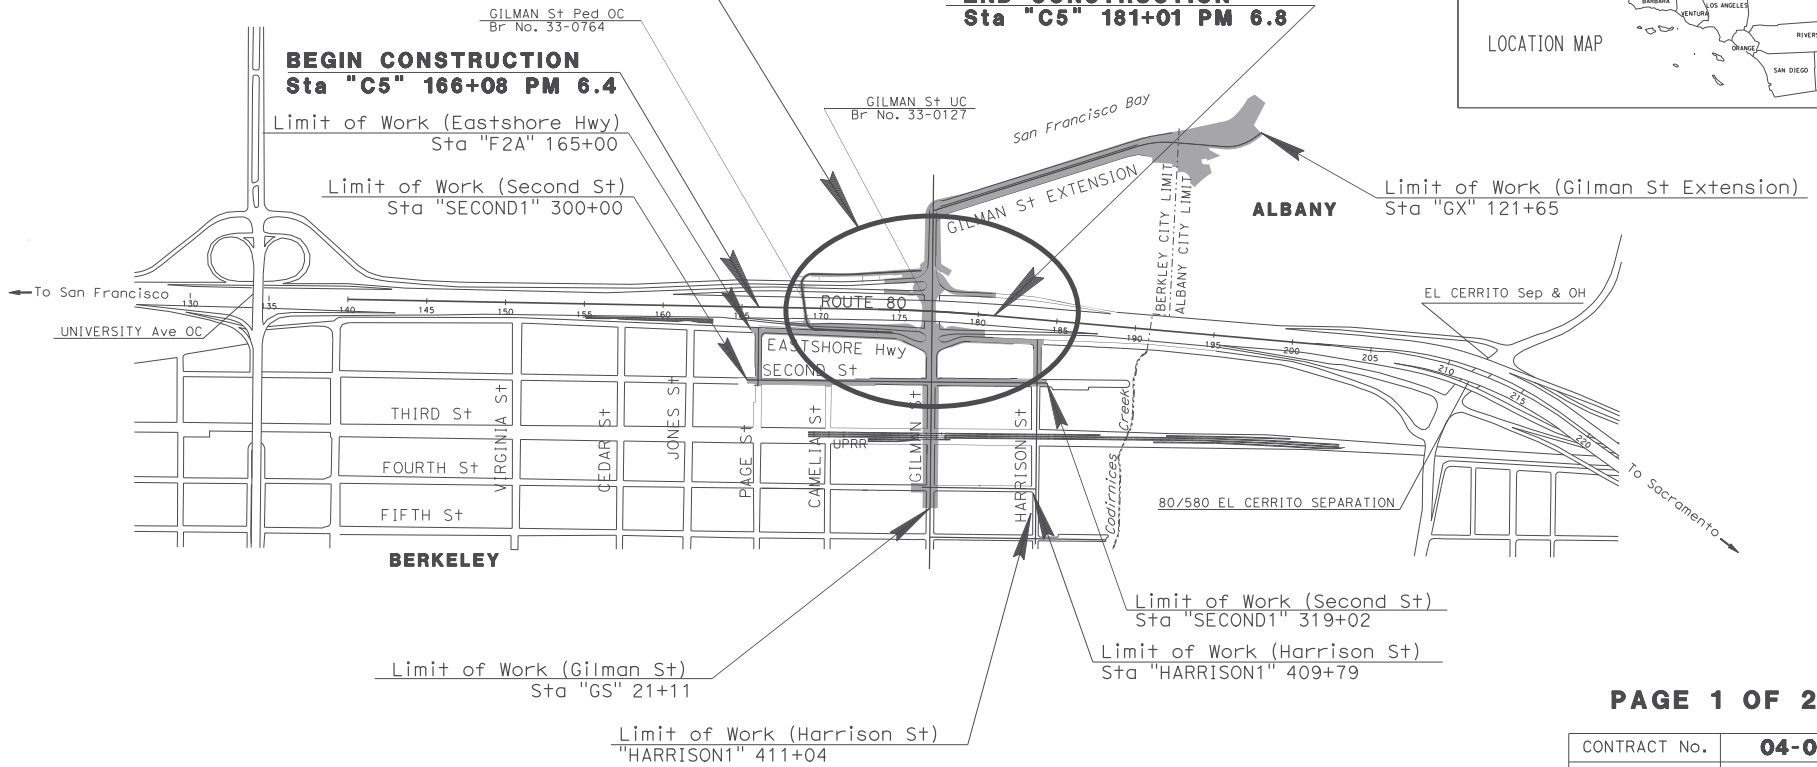 GILMAN St Ped OC
Br No. 33-0764
END CONSTRUCTION
Sta "C5" 181+01 PM 6.8
BEGIN CONSTRUCTION
Sta "C5" 166+08 PM 6.4
LOCATION MAP
BARBARA
VENTURA
LOS ANGELES
ORANGE
RIVERS
SAN DIEGO
GILMAN St UC
Br No. 33-0127
San Francisco Bay
Limit of Work (Eastshore Hwy)
Sta "F2A" 165+00
Limit of Work (Second St)
Sta "SECOND1" 300+00
GILMAN St EXTENSION
BERKLEY CITY LIMIT
ALBANY CITY LIMIT
ALBANY
Limit of Work (Gilman St Extension)
Sta "GX" 121+65
To San Francisco
UNIVERSITY Ave OC
130
135
140
145
150
155
160
165
170
175
180
185
190
195
200
205
210
215
220
ROUTE 80
EL CERRITO Sep & OH
EASTSHORE Hwy
SECOND St
THIRD St
FOURTH St
FIFTH St
VIRGINIA St
CEDAR St
JONES St
PAGE St
CAMELIA St
UPRR
GILMAN St
HARRISON St
Codirnices Creek
80/580 EL CERRITO SEPARATION
To Sacramento
BERKELEY
Limit of Work (Second St)
Sta "SECOND1" 319+02
Limit of Work (Harrison St)
Sta "HARRISON1" 409+79
Limit of Work (Gilman St)
Sta "GS" 21+11
Limit of Work (Harrison St)
"HARRISON1" 411+04
PAGE 1 OF 2
CONTRACT No.
04-0